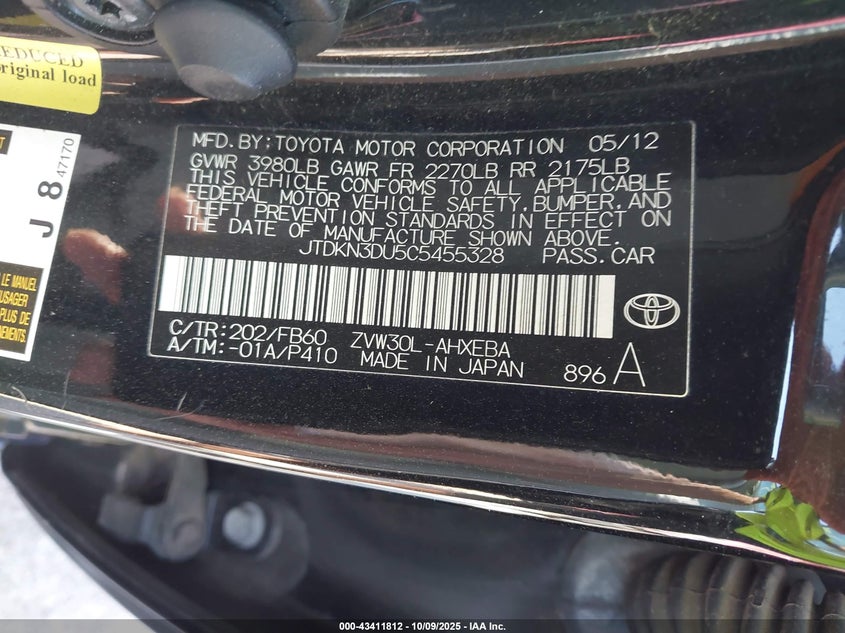 REDUCED
original load
J 8 47170
LE MANUEL
USAGER
MFD.BY:TOYOTA MOTOR CORPORATION 05/12
GVWR 3980LB GAWR FR 2270LB RR 2175LB
THIS VEHICLE CONFORMS TO ALL APPLICABLE
FEDERAL MOTOR VEHICLE SAFETY,BUMPER,AND
THEFT PREVENTION STANDARDS IN EFFECT ON
THE DATE OF MANUFACTURE SHOWN ABOVE.
JTDKN3DU5C5455328 PASS.CAR
C/TR:202/FB60 ZVW30L-AHXEBA
A/TM:-01A/P410 MADE IN JAPAN 896 A
000-43411812 - 10/09/2025 - IAA Inc.